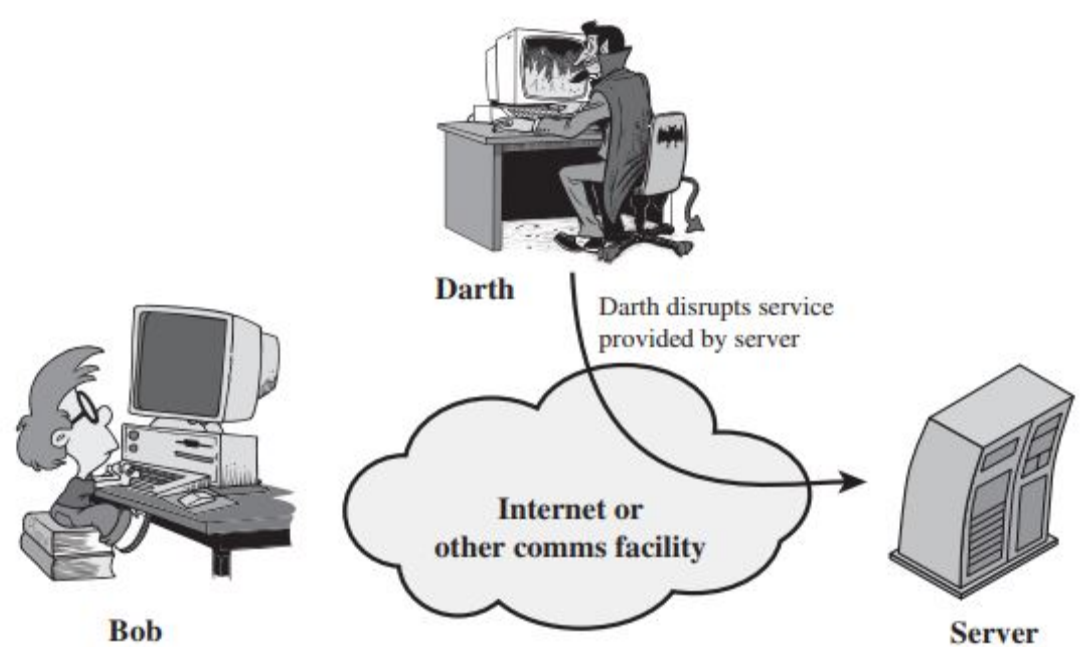 Darth
Darth disrupts service
provided by server
Internet or
other comms facility
Bob
Server